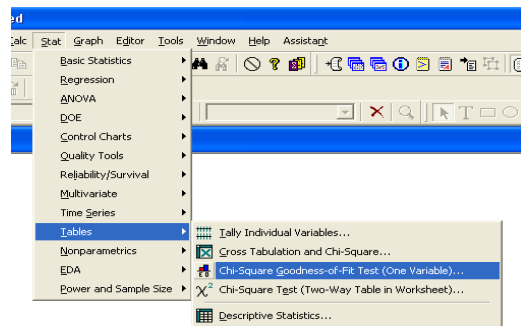 ed
Calc Stat Graph Editor Tools Window Help Assistant
Basic Statistics
Regression
ANOVA
DOE
Control Charts
Quality Tools
Reliability/Survival
Multivariate
Time Series
Tables
Nonparametrics
EDA
Power and Sample Size
Tally Individual Variables...
Cross Tabulation and Chi-Square...
Chi-Square Goodness-of-Fit Test (One Variable)...
χ² Chi-Square Test (Two-Way Table in Worksheet)...
Descriptive Statistics...